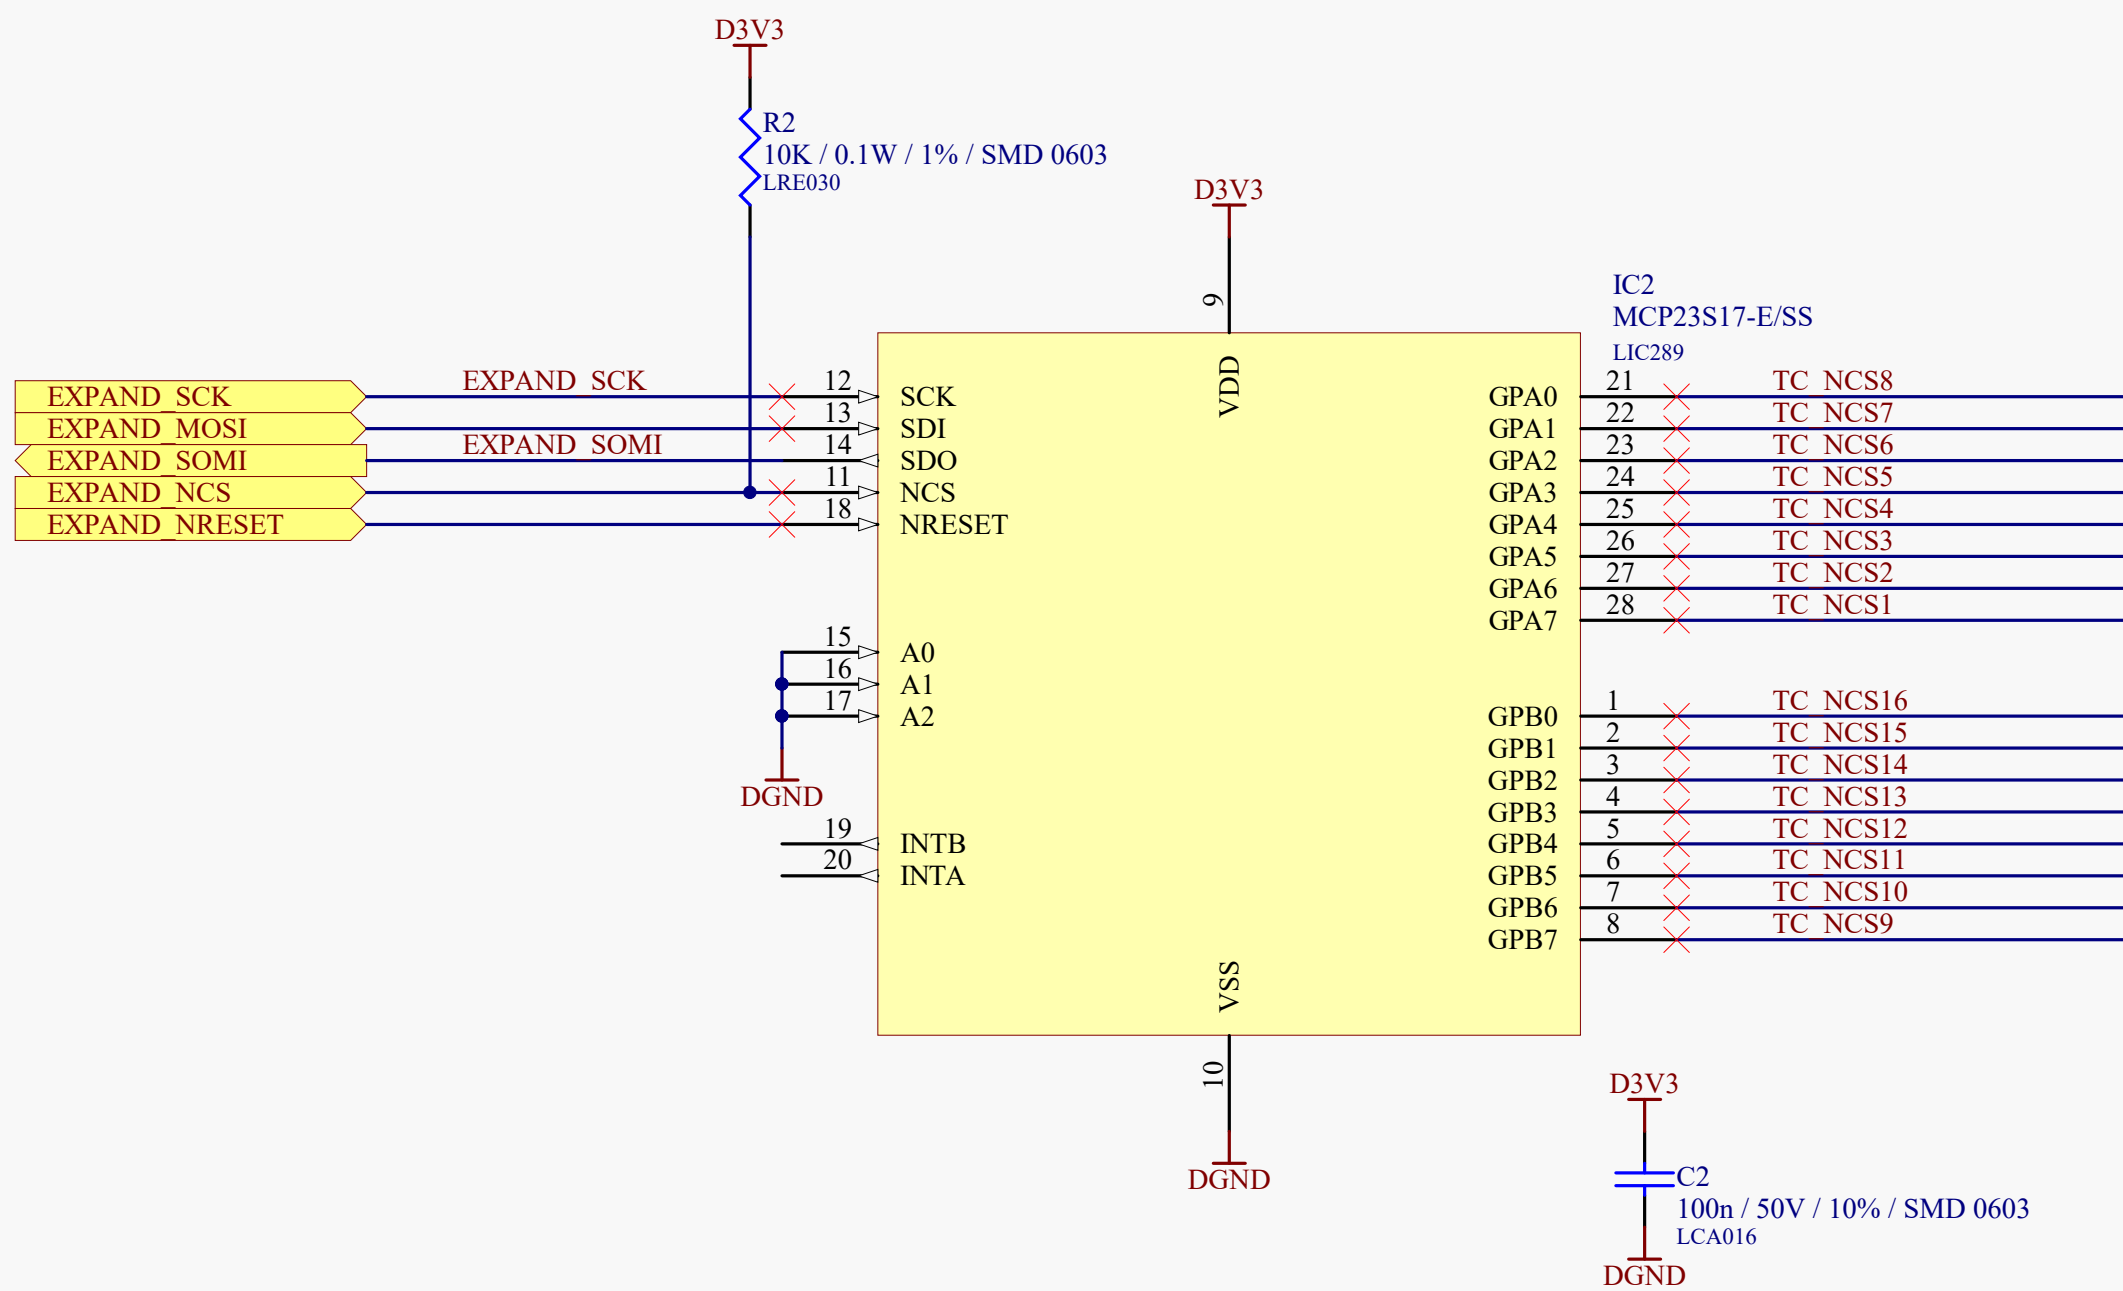 D3V3
R2
10K / 0.1W / 1% / SMD 0603
LRE030
D3V3
9
VDD
IC2
MCP23S17-E/SS
LIC289
EXPAND_SCK EXPAND_SCK 12 SCK
EXPAND_MOSI 13 SDI
EXPAND_SOMI EXPAND_SOMI 14 SDO
EXPAND_NCS 11 NCS
EXPAND_NRESET 18 NRESET
GPA0 21 TC_NCS8
GPA1 22 TC_NCS7
GPA2 23 TC_NCS6
GPA3 24 TC_NCS5
GPA4 25 TC_NCS4
GPA5 26 TC_NCS3
GPA6 27 TC_NCS2
GPA7 28 TC_NCS1
15 A0
16 A1
17 A2
DGND
19 INTB
20 INTA
GPB0 1 TC_NCS16
GPB1 2 TC_NCS15
GPB2 3 TC_NCS14
GPB3 4 TC_NCS13
GPB4 5 TC_NCS12
GPB5 6 TC_NCS11
GPB6 7 TC_NCS10
GPB7 8 TC_NCS9
VSS
10
DGND
D3V3
C2
100n / 50V / 10% / SMD 0603
LCA016
DGND